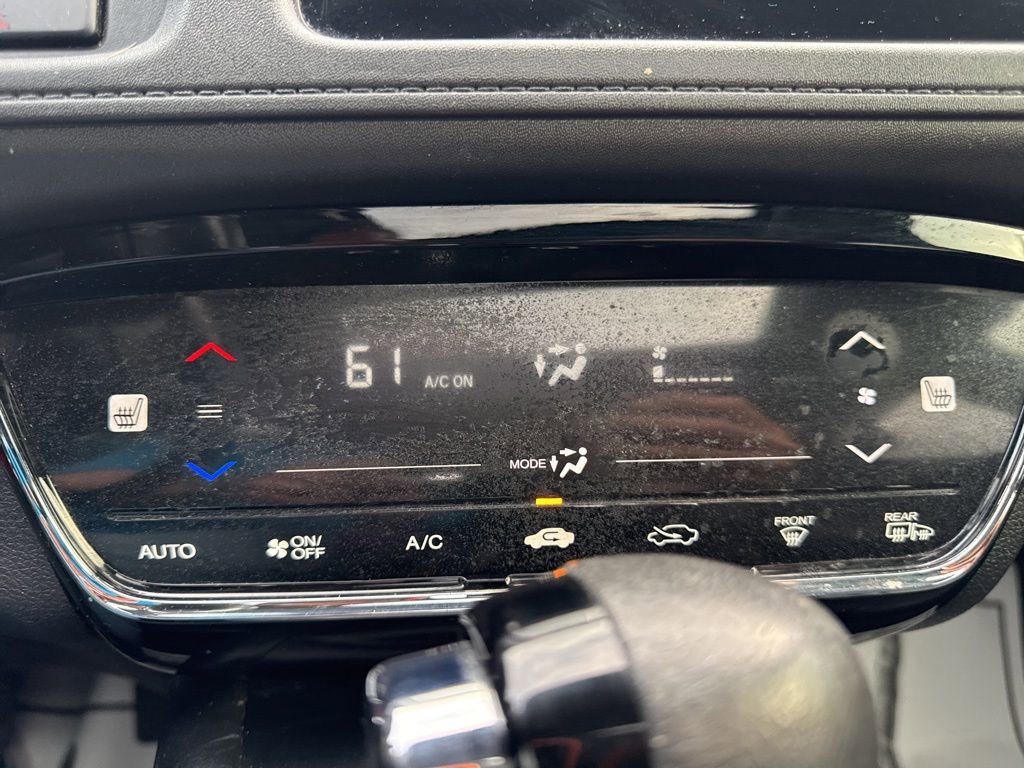 61 A/C ON
MODE
AUTO
ON/
OFF
A/C
FRONT
REAR